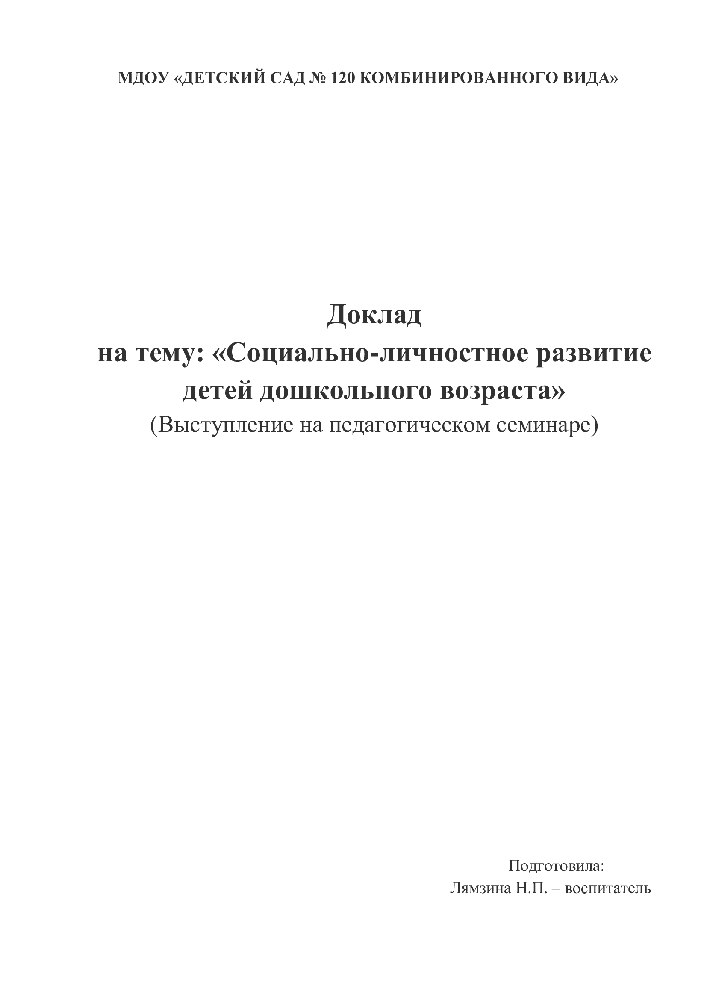 МДОУ «ДЕТСКИЙ САД № 120 КОМБИНИРОВАННОГО ВИДА»
Доклад
на тему: «Социально-личностное развитие
детей дошкольного возраста»
(Выступление на педагогическом семинаре)
Подготовила:
Лямзина Н.П. – воспитатель